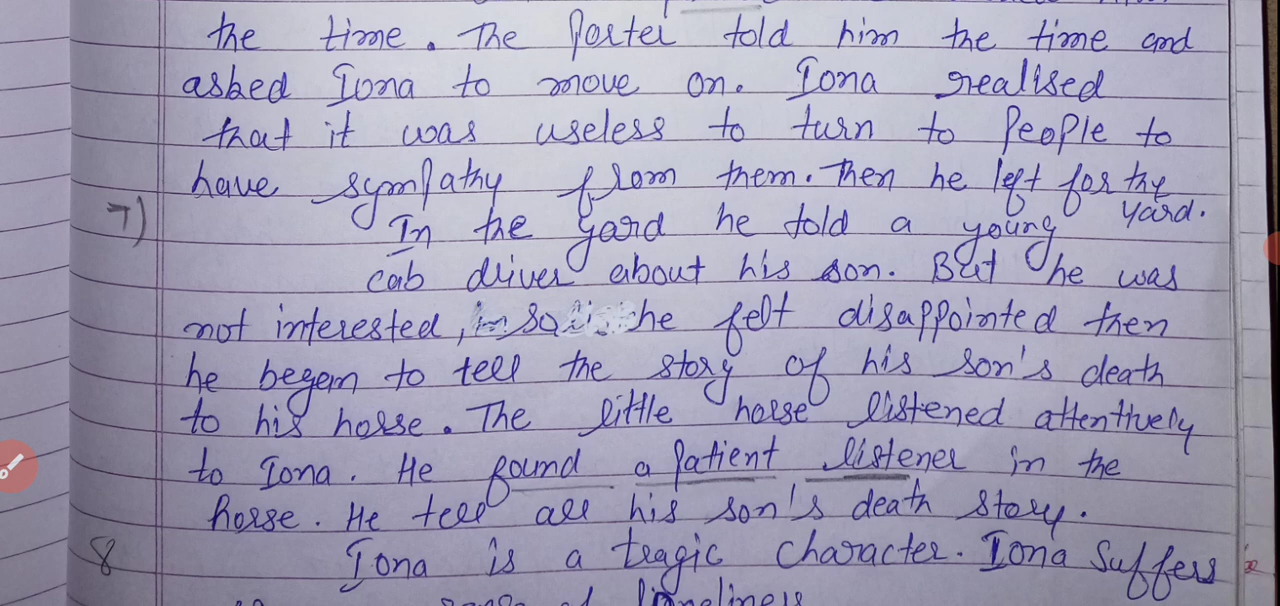 the time. The Porter told him the time and
asked Iona to move on. Iona realised
that it was useless to turn to People to
have sympathy from them. Then he left for the
yard.
7) In the yard he told a young
cab driver about his son. But he was
not interested, so he felt disappointed then
he began to tell the story of his son's death
to his horse. The little horse listened attentively
to Iona. He found a patient listener in the
horse. He tell all his son's death story.
8 Iona is a tragic character. Iona suffers
of lioneliness